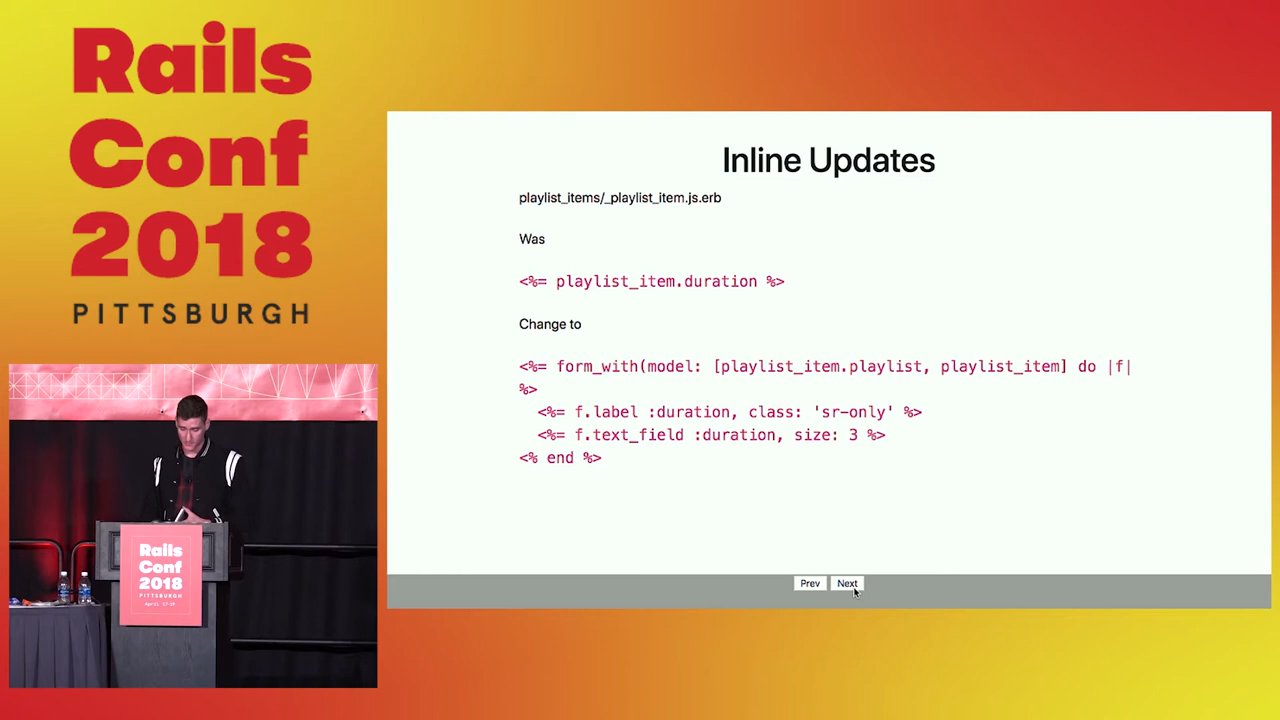 Rails
Conf
2018
PITTSBURGH
Inline Updates
playlist_items/_playlist_item.js.erb
Was
<%= playlist_item.duration %>
Change to
<%= form_with(model: [playlist_item.playlist, playlist_item] do |f|
%>
<%= f.label :duration, class: 'sr-only' %>
<%= f.text_field :duration, size: 3 %>
<% end %>
Prev
Next
Rails
Conf
2018
PITTSBURGH